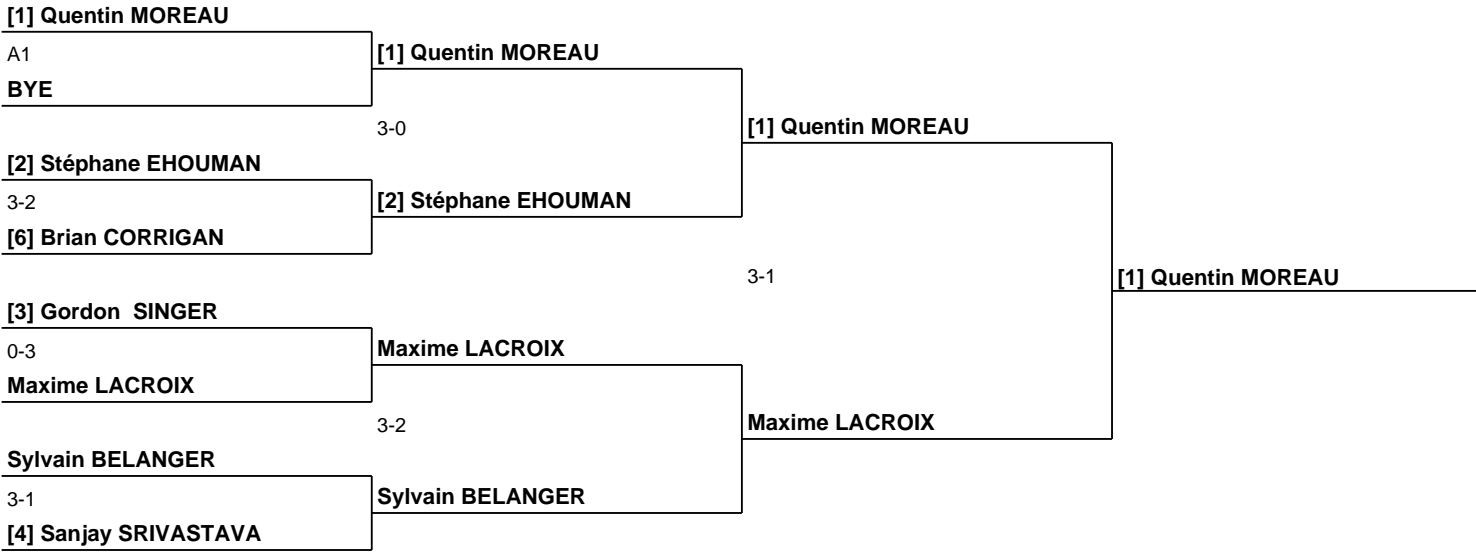 [1] Quentin MOREAU
A1
BYE
[1] Quentin MOREAU
3-0
[1] Quentin MOREAU
[2] Stéphane EHOUMAN
3-2
[6] Brian CORRIGAN
[2] Stéphane EHOUMAN
3-1
[1] Quentin MOREAU
[3] Gordon  SINGER
0-3
Maxime LACROIX
Maxime LACROIX
3-2
Maxime LACROIX
Sylvain BELANGER
3-1
[4] Sanjay SRIVASTAVA
Sylvain BELANGER